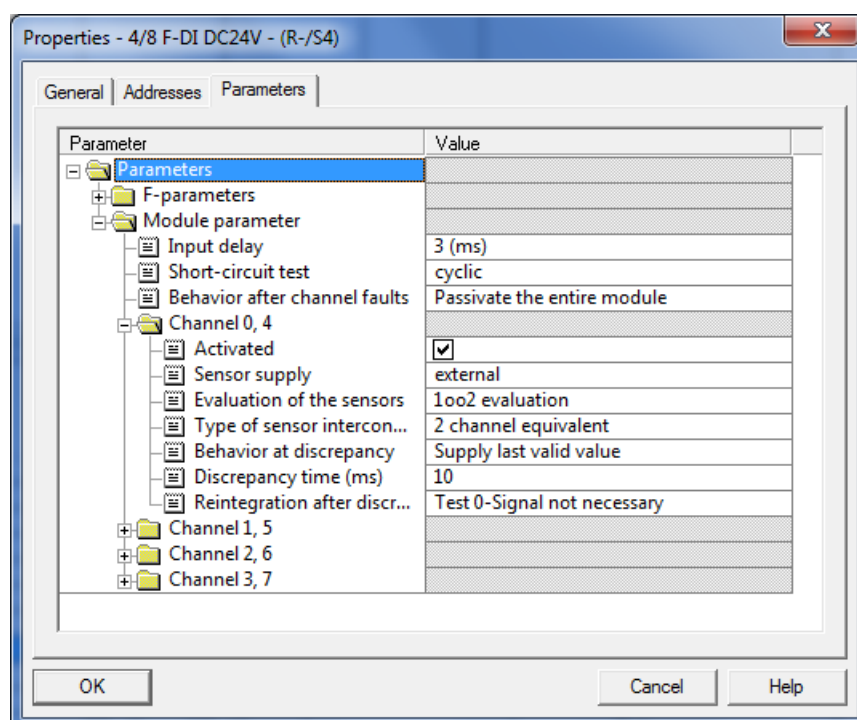 Properties - 4/8 F-DI DC24V - (R-/S4)
General Addresses Parameters
Parameter Value
Parameters
F-parameters
Module parameter
Input delay 3 (ms)
Short-circuit test cyclic
Behavior after channel faults Passivate the entire module
Channel 0, 4
Activated
Sensor supply external
Evaluation of the sensors 1oo2 evaluation
Type of sensor intercon... 2 channel equivalent
Behavior at discrepancy Supply last valid value
Discrepancy time (ms) 10
Reintegration after discr... Test 0-Signal not necessary
Channel 1, 5
Channel 2, 6
Channel 3, 7
OK Cancel Help